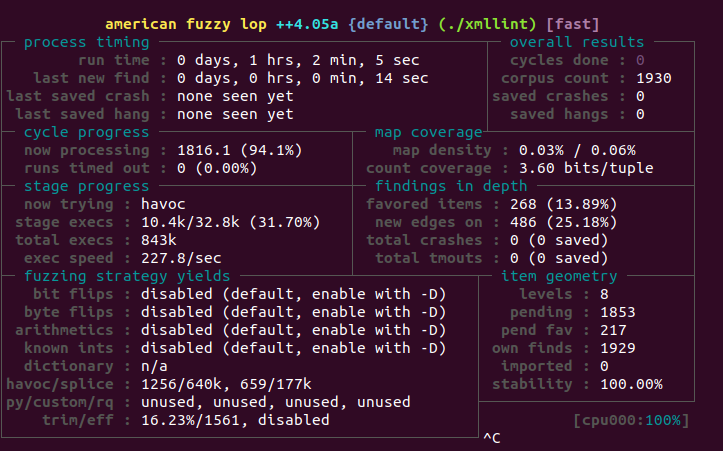 american fuzzy lop ++4.05a {default} (./xmllint) [fast]
process timing overall results
run time : 0 days, 1 hrs, 2 min, 5 sec cycles done : 0
last new find : 0 days, 0 hrs, 0 min, 14 sec corpus count : 1930
last saved crash : none seen yet saved crashes : 0
last saved hang : none seen yet saved hangs : 0
cycle progress map coverage
now processing : 1816.1 (94.1%) map density : 0.03% / 0.06%
runs timed out : 0 (0.00%) count coverage : 3.60 bits/tuple
stage progress findings in depth
now trying : havoc favored items : 268 (13.89%)
stage execs : 10.4k/32.8k (31.70%) new edges on : 486 (25.18%)
total execs : 843k total crashes : 0 (0 saved)
exec speed : 227.8/sec total tmouts : 0 (0 saved)
fuzzing strategy yields item geometry
bit flips : disabled (default, enable with -D) levels : 8
byte flips : disabled (default, enable with -D) pending : 1853
arithmetics : disabled (default, enable with -D) pend fav : 217
known ints : disabled (default, enable with -D) own finds : 1929
dictionary : n/a imported : 0
havoc/splice : 1256/640k, 659/177k stability : 100.00%
py/custom/rq : unused, unused, unused, unused
trim/eff : 16.23%/1561, disabled [cpu000:100%]
^C